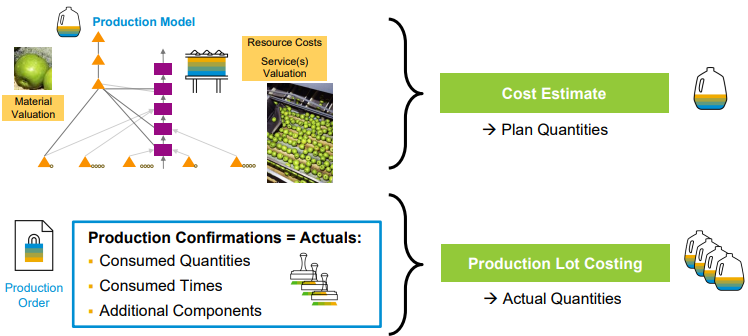 Production Model
Resource Costs
Service(s)
Valuation
Material
Valuation
Cost Estimate
→ Plan Quantities
Production Confirmations = Actuals:
▪ Consumed Quantities
▪ Consumed Times
▪ Additional Components
Production
Order
Production Lot Costing
→ Actual Quantities